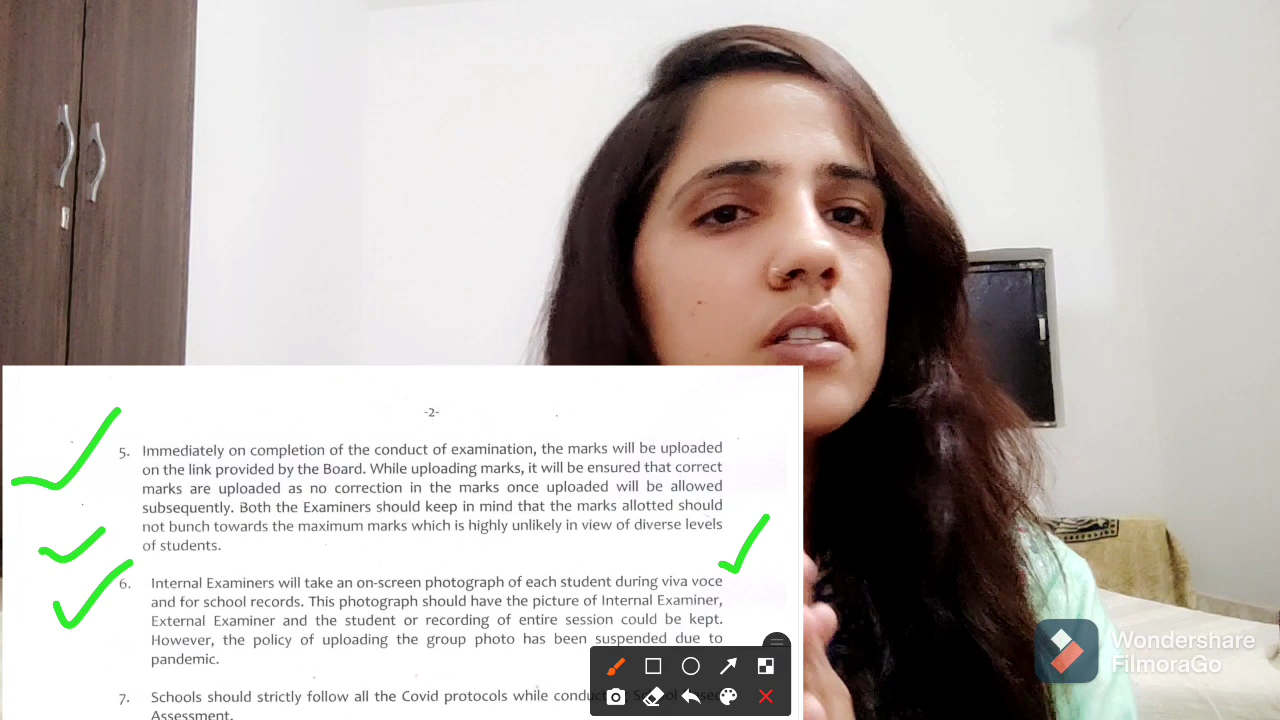 -2-
5. Immediately on completion of the conduct of examination, the marks will be uploaded
on the link provided by the Board. While uploading marks, it will be ensured that correct
marks are uploaded as no correction in the marks once uploaded will be allowed
subsequently. Both the Examiners should keep in mind that the marks allotted should
not bunch towards the maximum marks which is highly unlikely in view of diverse levels
of students.
6. Internal Examiners will take an on-screen photograph of each student during viva voce
and for school records. This photograph should have the picture of Internal Examiner,
External Examiner and the student or recording of entire session could be kept.
However, the policy of uploading the group photo has been suspended due to
pandemic.
7. Schools should strictly follow all the Covid protocols while
Assessment.
Wondershare
FilmoraGo